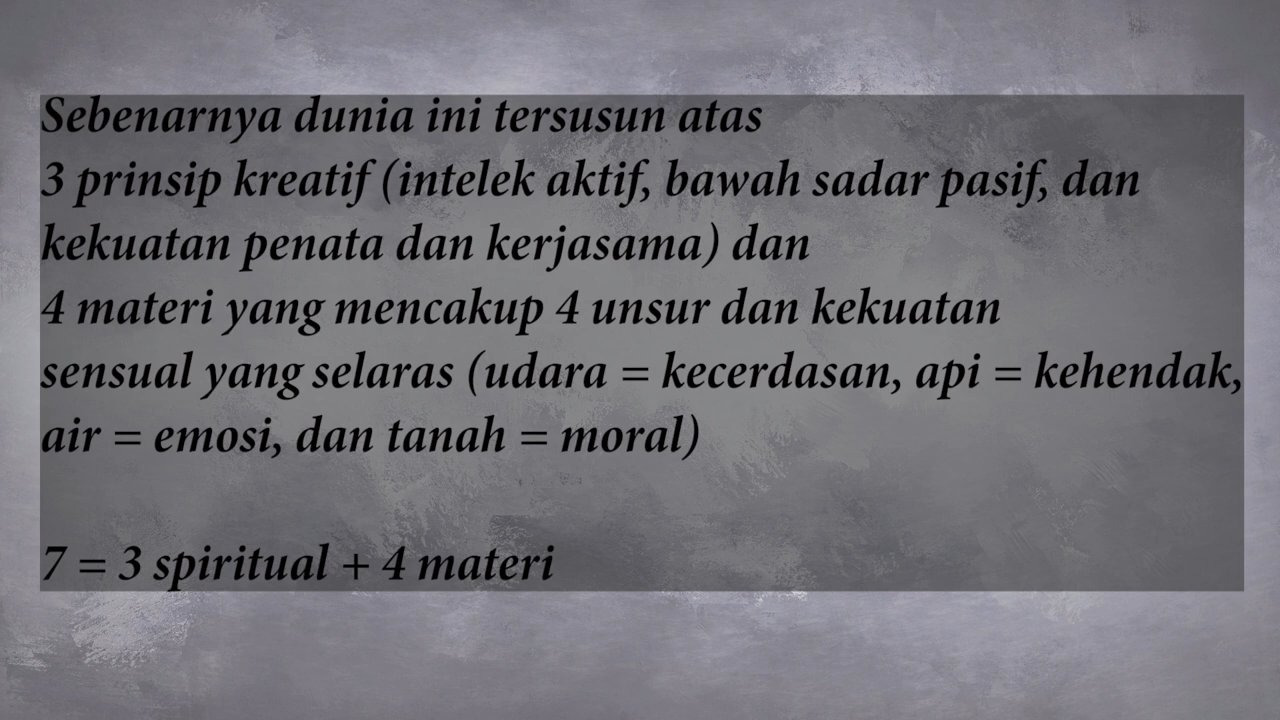 Sebenarnya dunia ini tersusun atas
3 prinsip kreatif (intelek aktif, bawah sadar pasif, dan
kekuatan penata dan kerjasama) dan
4 materi yang mencakup 4 unsur dan kekuatan
sensual yang selaras (udara = kecerdasan, api = kehendak,
air = emosi, dan tanah = moral)
7 = 3 spiritual + 4 materi